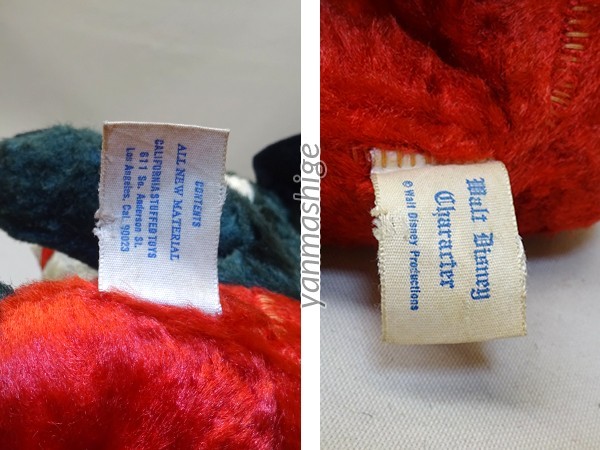 CONTENTS
ALL NEW MATERIAL
CALIFORNIA STUFFED TOYS
611 So. Anderson St.
Los Angeles, Cal. 90023
yanmashige
Walt Disney
Character
© Walt Disney Productions